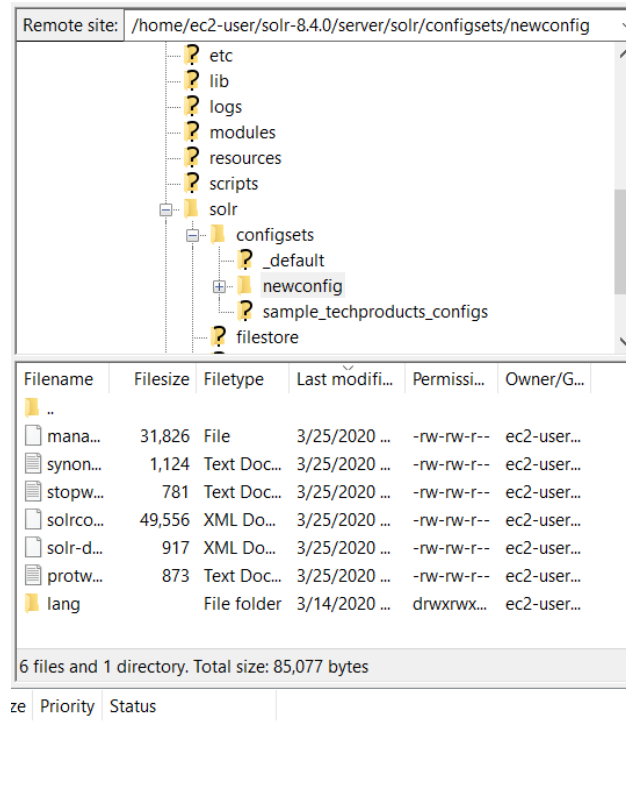 Remote site: /home/ec2-user/solr-8.4.0/server/solr/configsets/newconfig
etc
lib
logs
modules
resources
scripts
solr
configsets
_default
newconfig
sample_techproducts_configs
filestore
Filename Filesize Filetype Last modifi... Permissi... Owner/G...
..
mana... 31,826 File 3/25/2020 ... -rw-rw-r-- ec2-user...
synon... 1,124 Text Doc... 3/25/2020 ... -rw-rw-r-- ec2-user...
stopw... 781 Text Doc... 3/25/2020 ... -rw-rw-r-- ec2-user...
solrco... 49,556 XML Do... 3/25/2020 ... -rw-rw-r-- ec2-user...
solr-d... 917 XML Do... 3/25/2020 ... -rw-rw-r-- ec2-user...
protw... 873 Text Doc... 3/25/2020 ... -rw-rw-r-- ec2-user...
lang File folder 3/14/2020 ... drwxrwx... ec2-user...
6 files and 1 directory. Total size: 85,077 bytes
ze Priority Status